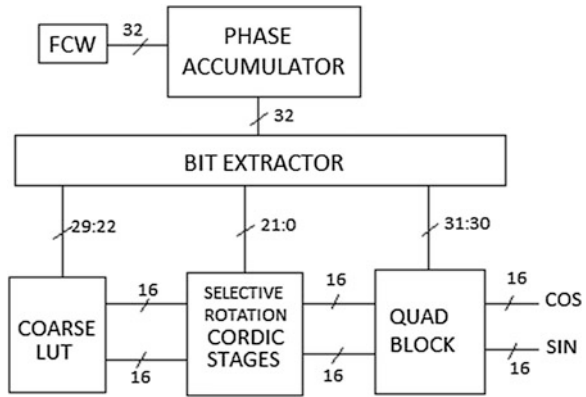 FCW
32
PHASE
ACCUMULATOR
32
BIT EXTRACTOR
29:22
21:0
31:30
COARSE
LUT
16
16
SELECTIVE
ROTATION
CORDIC
STAGES
16
16
QUAD
BLOCK
16
COS
16
SIN